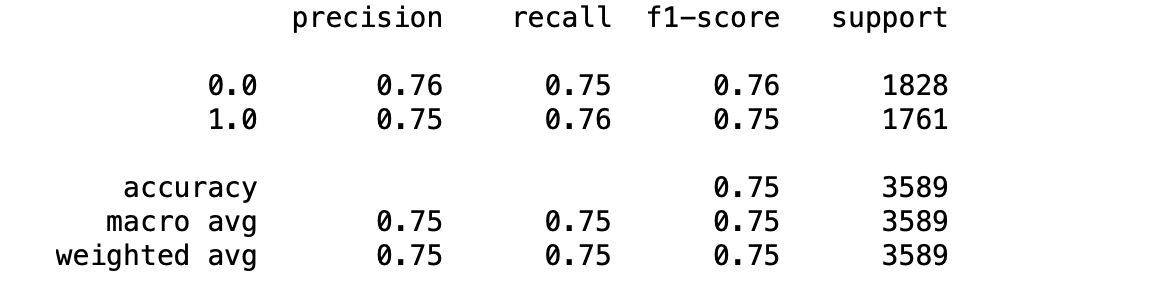 precision recall f1-score support
0.0 0.76 0.75 0.76 1828
1.0 0.75 0.76 0.75 1761
accuracy 0.75 3589
macro avg 0.75 0.75 0.75 3589
weighted avg 0.75 0.75 0.75 3589